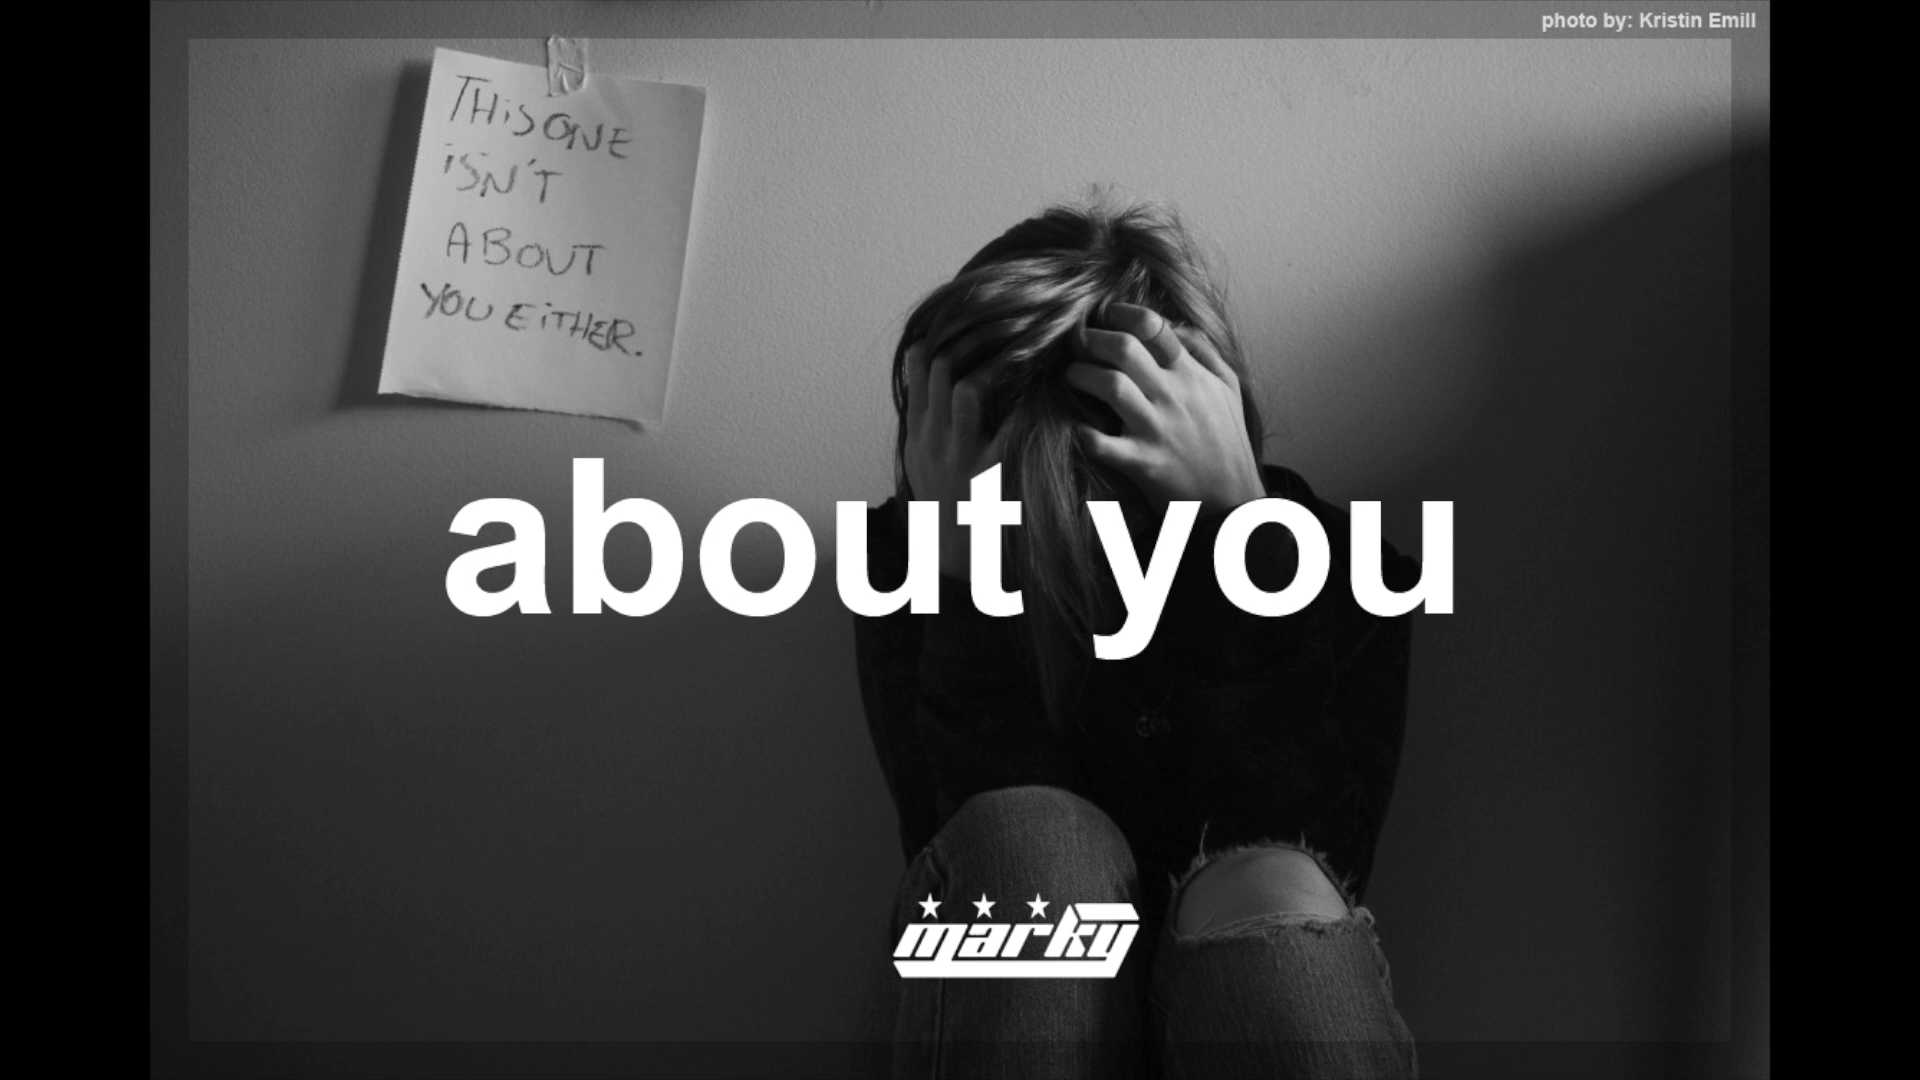 photo by: Kristin Emill
THiS ONE
iSN'T
ABOUT
YOU EiTHER.
about you
marky